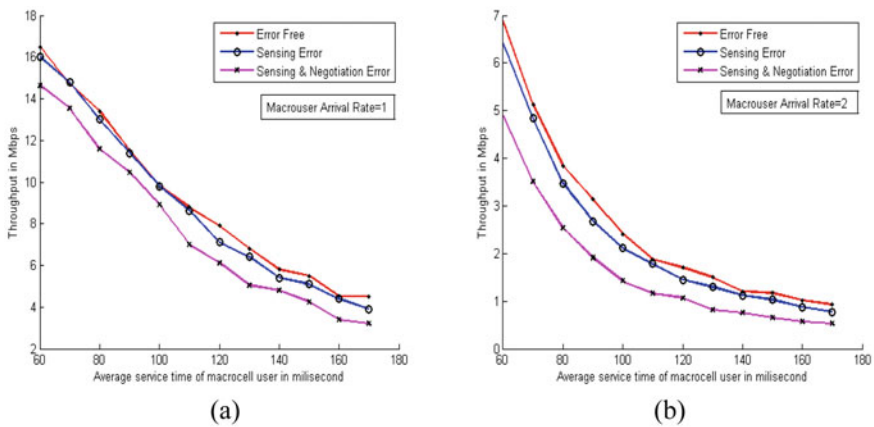 18
16
14
12
10
8
6
4
2
Throughput in Mbps
Error Free
Sensing Error
Sensing & Negotiation Error
Macrouser Arrival Rate=1
60 80 100 120 140 160 180
Average service time of macrocell user in milisecond
(a)
7
6
5
4
3
2
1
0
Throughput in Mbps
Error Free
Sensing Error
Sensing & Negotiation Error
Macrouser Arrival Rate=2
60 80 100 120 140 160 180
Average service time of macrocell user in milisecond
(b)